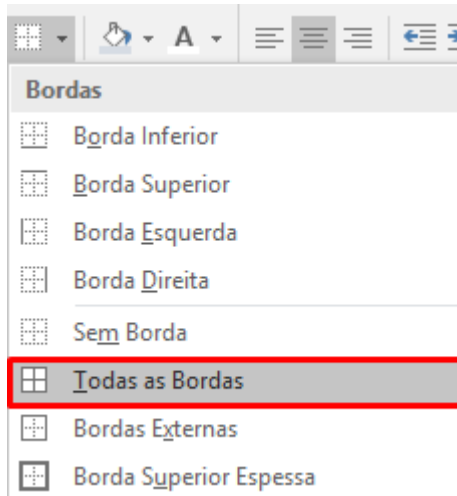 A
Bordas
Borda Inferior
Borda Superior
Borda Esquerda
Borda Direita
Sem Borda
Todas as Bordas
Bordas Externas
Borda Superior Espessa